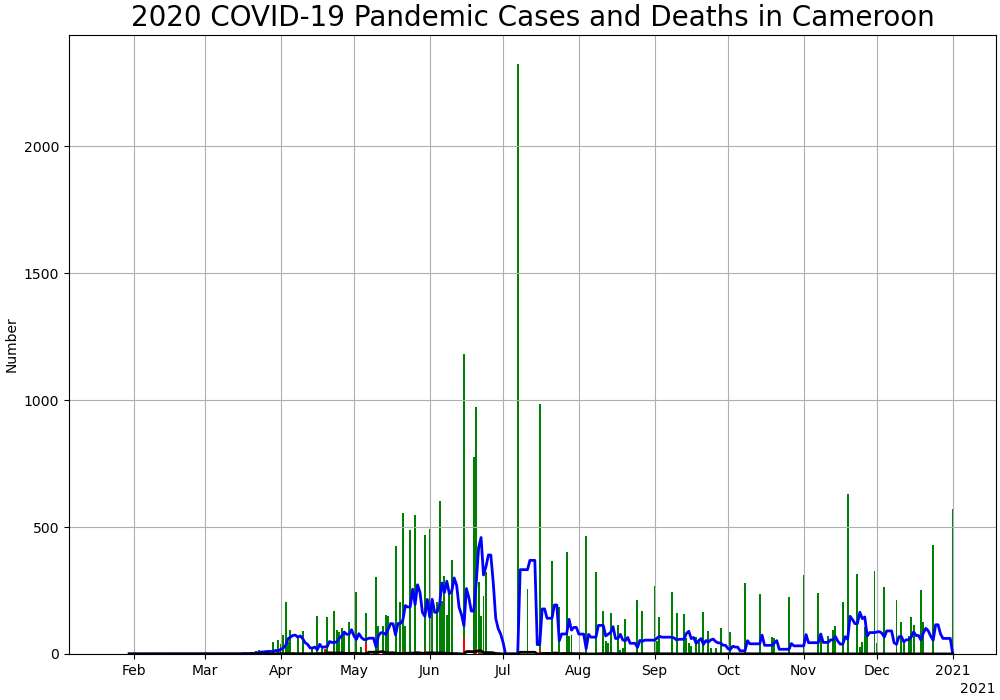 2020 COVID-19 Pandemic Cases and Deaths in Cameroon
2000
1500
1000
500
0
Number
Feb Mar Apr May Jun Jul Aug Sep Oct Nov Dec 2021
2021